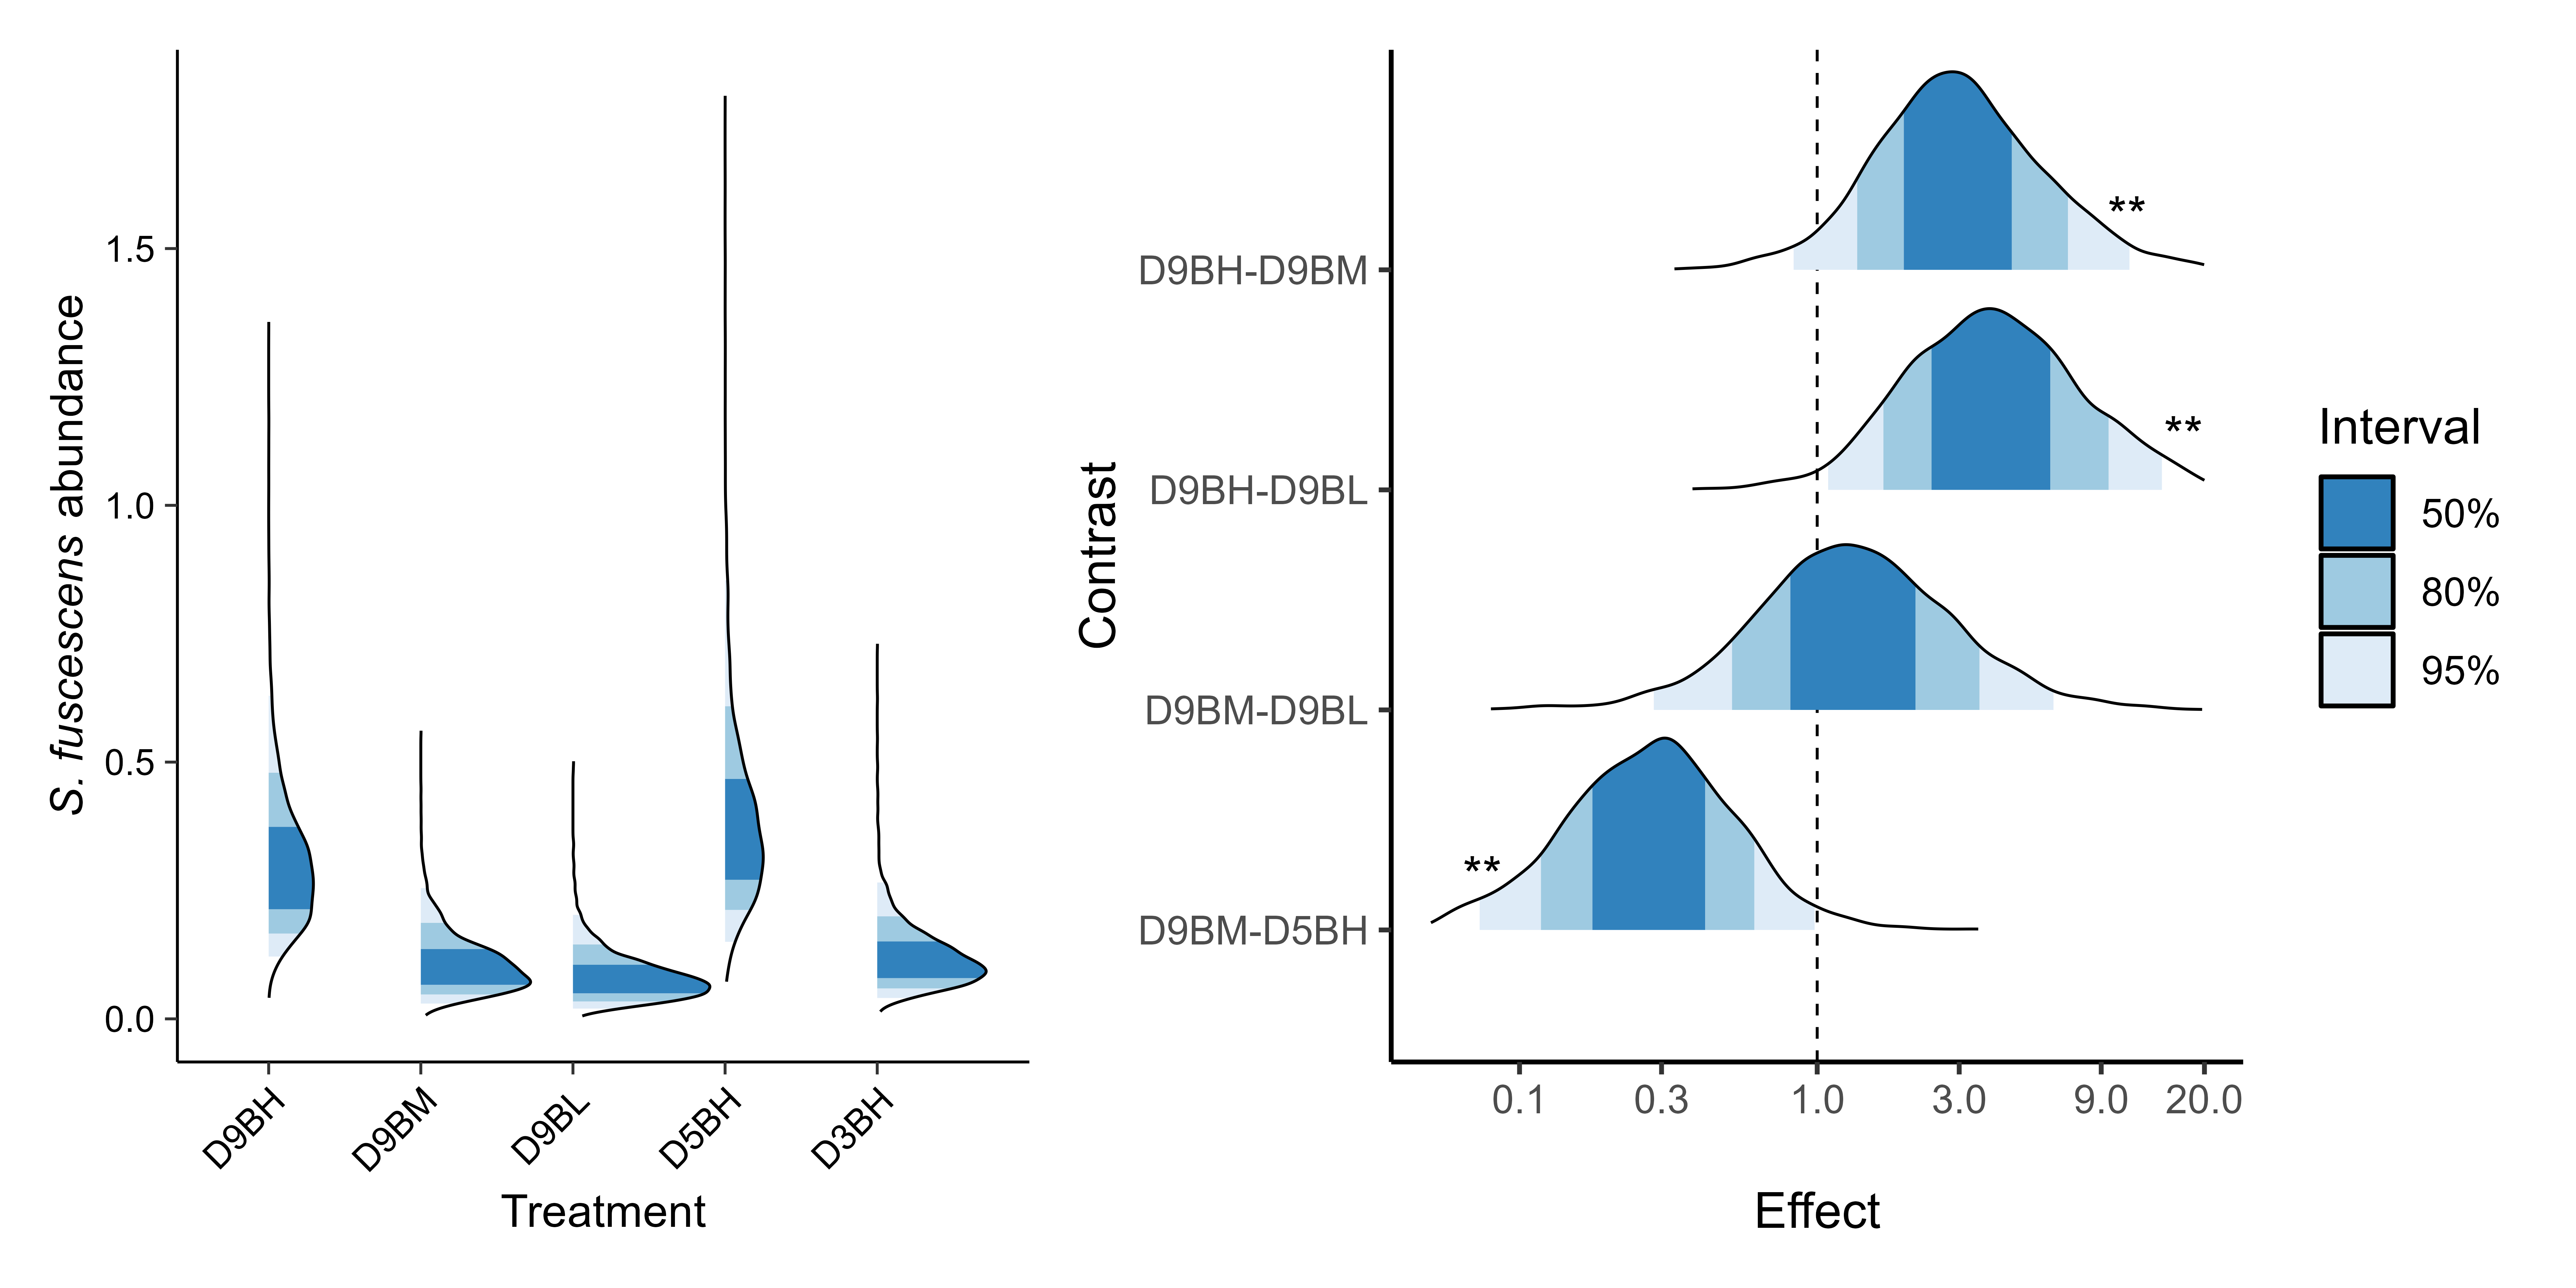 S. fuscescens abundance
1.5
1.0
0.5
0.0
D9BH
D9BM
D9BL
D5BH
D3BH
Treatment
Contrast
D9BH-D9BM
D9BH-D9BL
D9BM-D9BL
D9BM-D5BH
**
**
**
0.1
0.3
1.0
3.0
9.0
20.0
Effect
Interval
50%
80%
95%